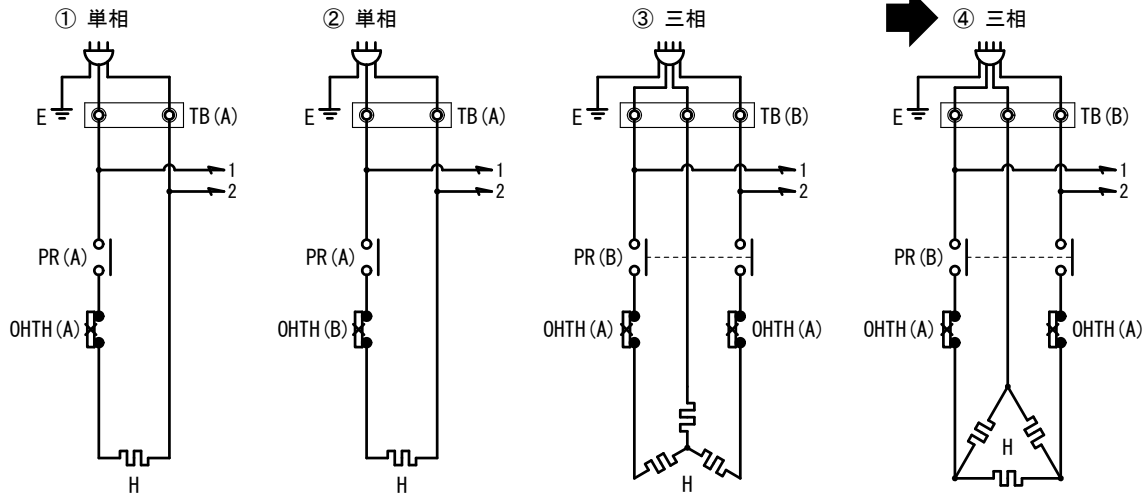 ① 単相
E
TB(A)
1
2
PR(A)
OHTH(A)
H
② 単相
E
TB(A)
1
2
PR(A)
OHTH(B)
H
③ 三相
E
TB(B)
1
2
PR(B)
OHTH(A)
OHTH(A)
H
④ 三相
E
TB(B)
1
2
PR(B)
OHTH(A)
OHTH(A)
H